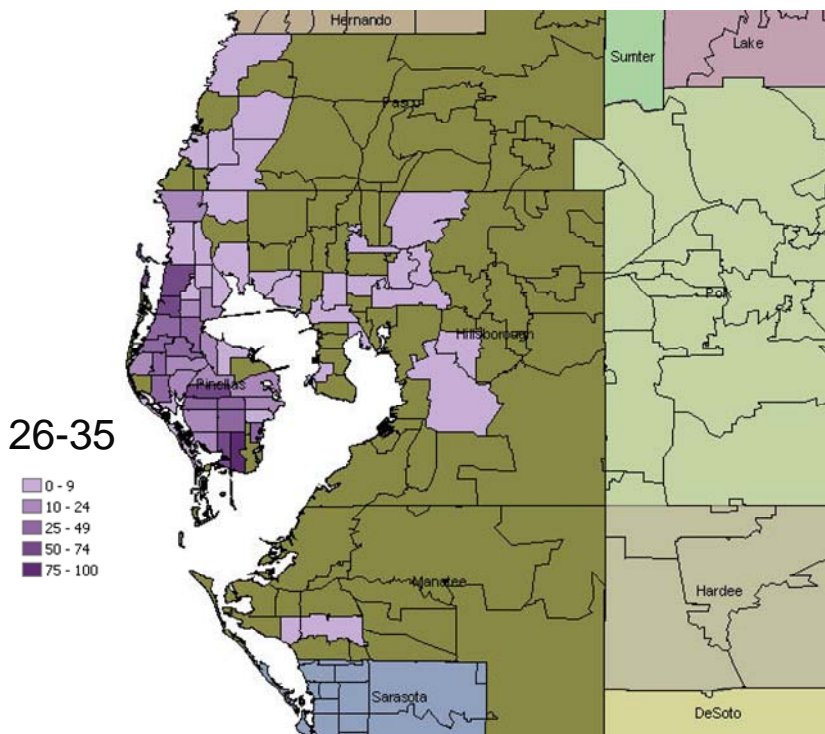 Hernando
Lake
Sumter
Pasco
Polk
Hillsborough
Pinellas
26-35
0 - 9
10 - 24
25 - 49
50 - 74
75 - 100
Manatee
Hardee
Sarasota
DeSoto